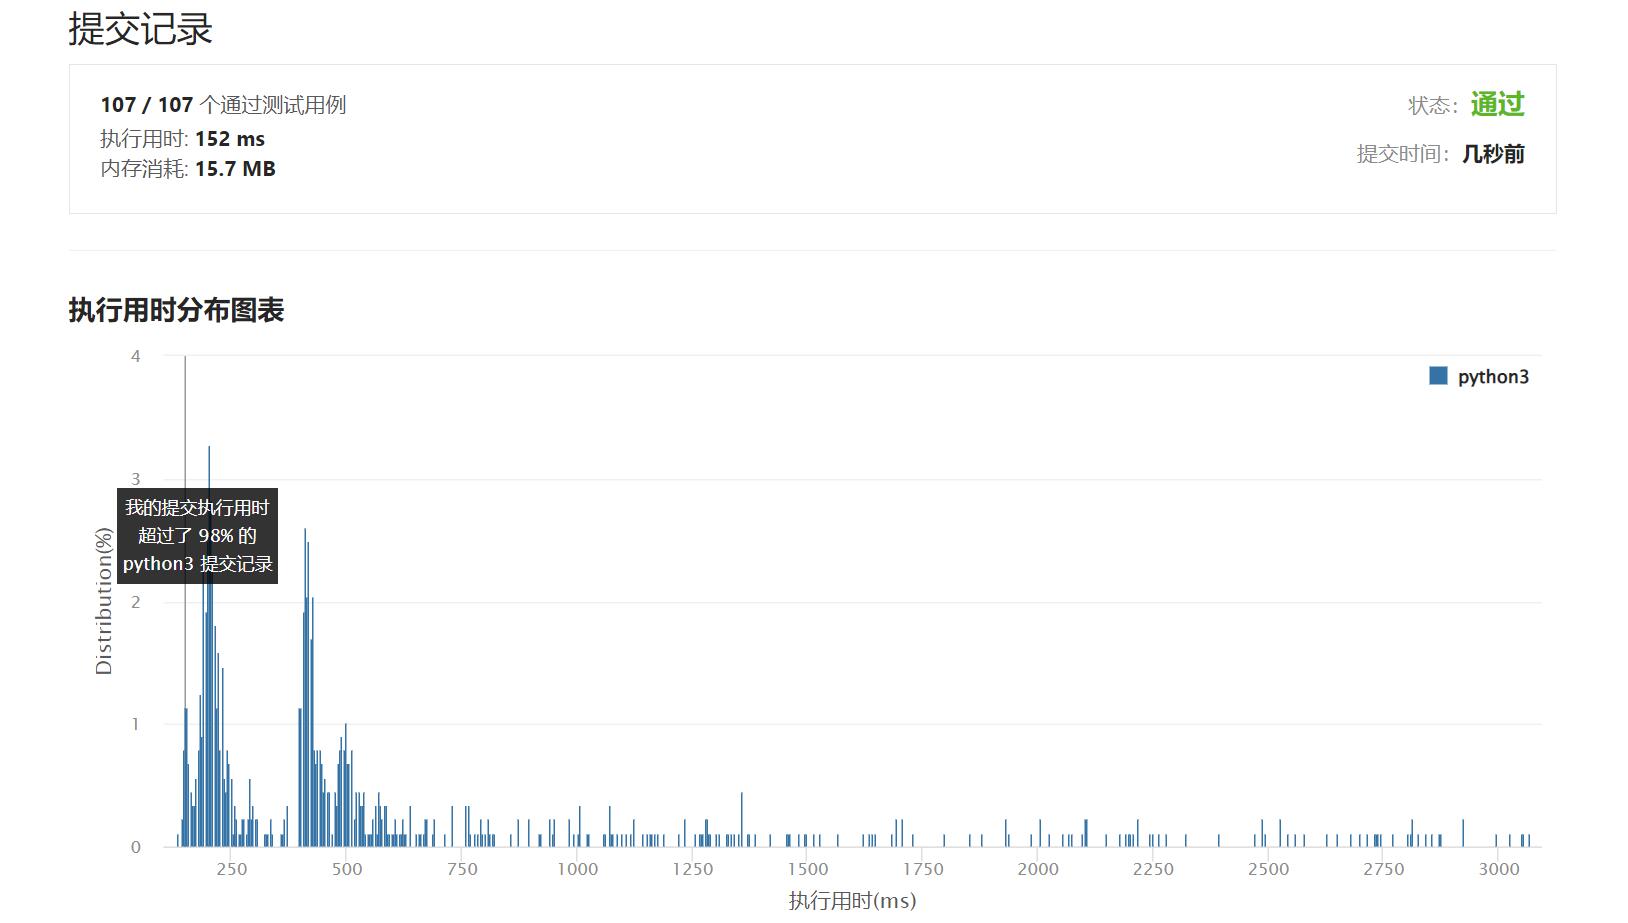 提交记录
107 / 107 个通过测试用例
状态：通过
执行用时: 152 ms
提交时间：几秒前
内存消耗: 15.7 MB
执行用时分布图表
4
python3
3
我的提交执行用时
超过了 98% 的
python3 提交记录
Distribution(%)
2
1
0
250 500 750 1000 1250 1500 1750 2000 2250 2500 2750 3000
执行用时(ms)